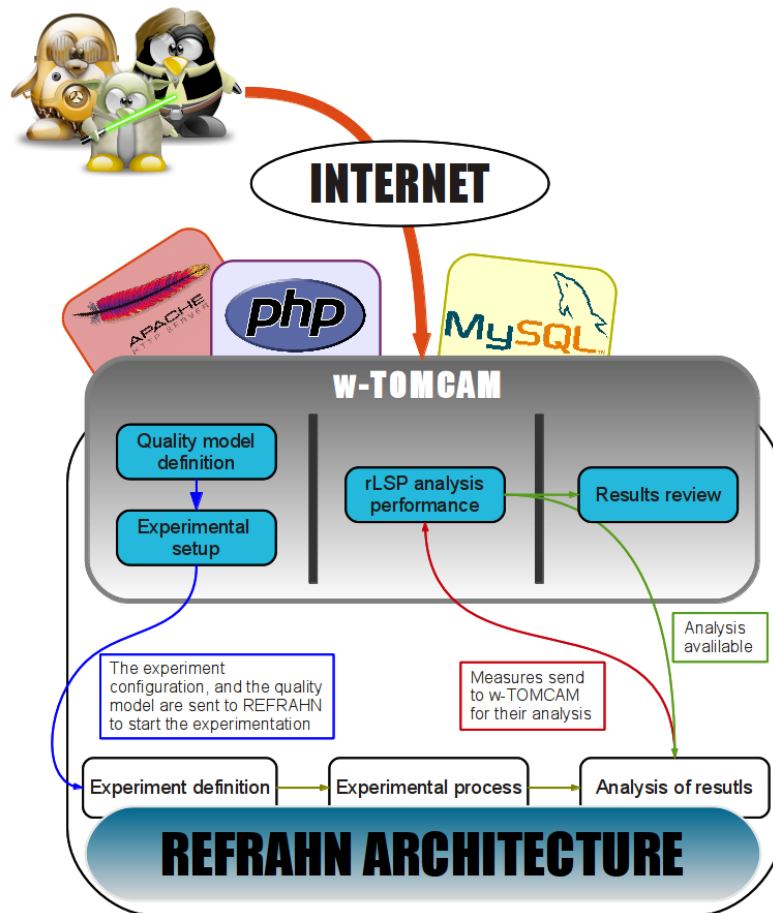 INTERNET
APACHE
HTTP SERVER
php
MySQL
TM
w-TOMCAM
Quality model
definition
Experimental
setup
rLSP analysis
performance
Results review
Analysis
avalilable
The experiment
configuration, and the quality
model are sent to REFRAHN
to start the experimentation
Measures send
to w-TOMCAM
for their analysis
Experiment definition
Experimental process
Analysis of resutls
REFRAHN ARCHITECTURE